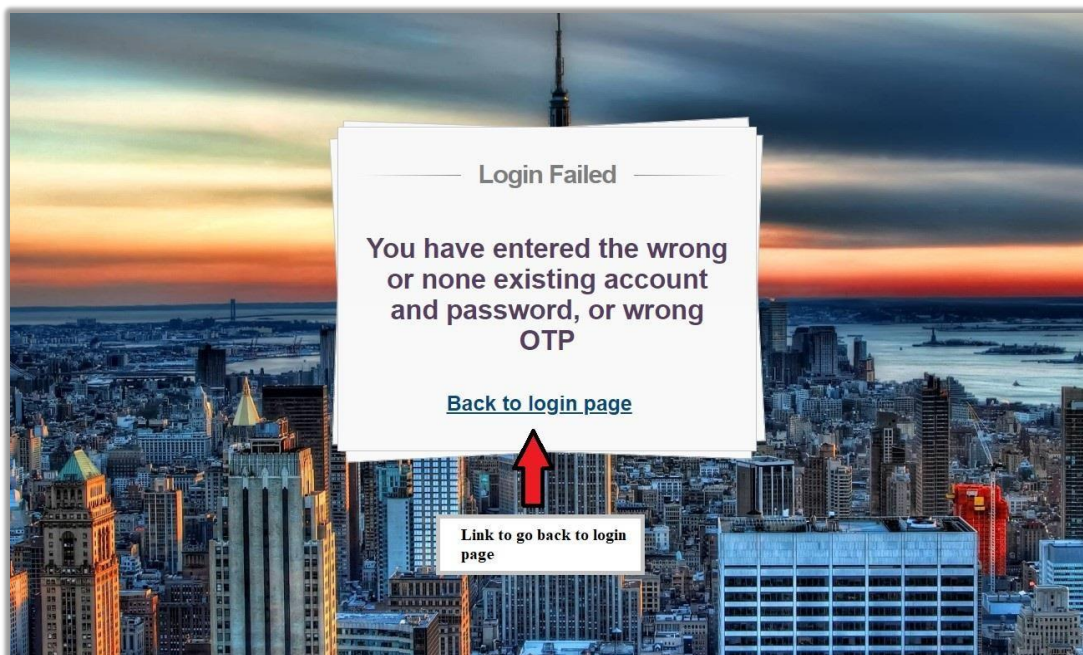 Login Failed
You have entered the wrong
or none existing account
and password, or wrong
OTP
Back to login page
Link to go back to login
page